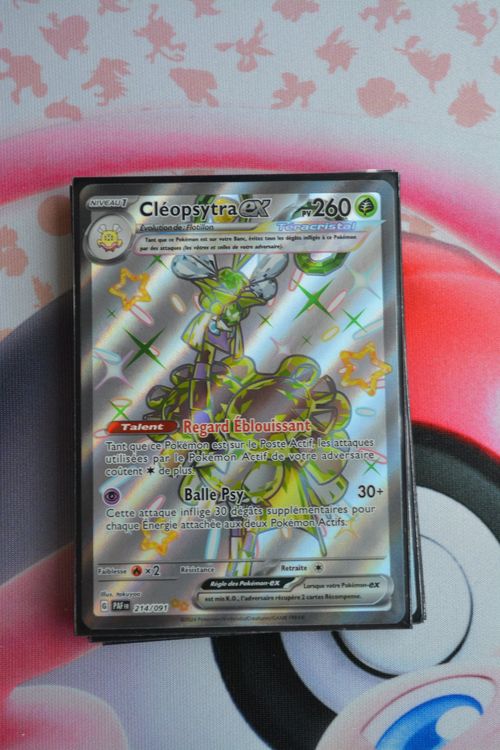 NIVEAU 1
Cléopsytra ex PV 260
Évolution de : Flotillon
Téracristal
Tant que ce Pokémon est sur votre Banc, évitez tous les dégâts infligés à ce Pokémon
par des attaques (les vôtres et celles de votre adversaire).
Talent Regard Éblouissant
Tant que ce Pokémon est sur le Poste Actif, les attaques
utilisées par le Pokémon Actif de votre adversaire
coûtent de plus.
Balle Psy 30+
Cette attaque inflige 30 dégâts supplémentaires pour
chaque Énergie attachée aux deux Pokémon Actifs.
Faiblesse ×2 Résistance Retraite
Règle des Pokémon-ex Lorsque votre Pokémon-ex
est mis K.O., l'adversaire récupère 2 cartes Récompense.
Illus. Yokuyoo
G PAF FR 214/091